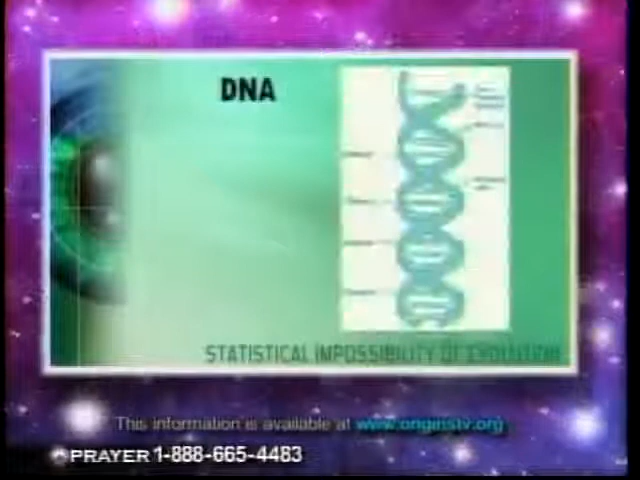 DNA
STATISTICAL IMPOSSIBILITY OF EVOLUTION
This information is available at www.originstv.org
PRAYER 1-888-665-4483